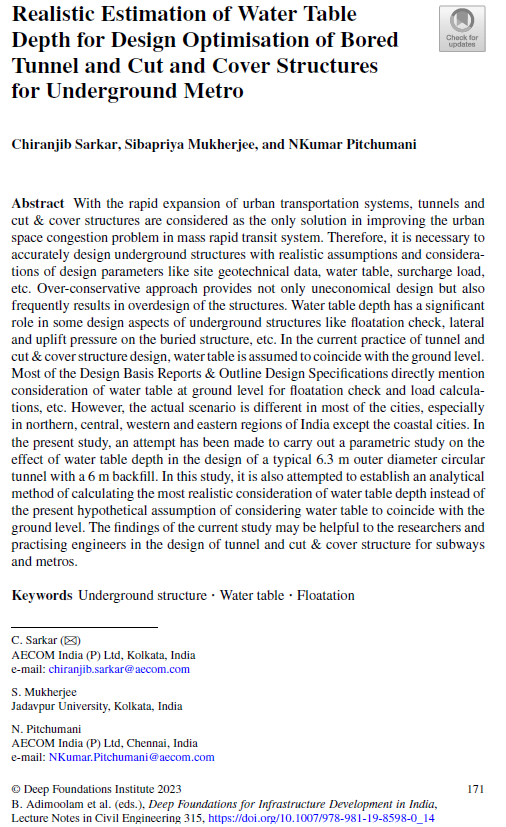 Realistic Estimation of Water Table
Depth for Design Optimisation of Bored
Tunnel and Cut and Cover Structures
for Underground Metro
Check for
updates
Chiranjib Sarkar, Sibapriya Mukherjee, and NKumar Pitchumani
Abstract With the rapid expansion of urban transportation systems, tunnels and
cut & cover structures are considered as the only solution in improving the urban
space congestion problem in mass rapid transit system. Therefore, it is necessary to
accurately design underground structures with realistic assumptions and considera-
tions of design parameters like site geotechnical data, water table, surcharge load,
etc. Over-conservative approach provides not only uneconomical design but also
frequently results in overdesign of the structures. Water table depth has a significant
role in some design aspects of underground structures like floatation check, lateral
and uplift pressure on the buried structure, etc. In the current practice of tunnel and
cut & cover structure design, water table is assumed to coincide with the ground level.
Most of the Design Basis Reports & Outline Design Specifications directly mention
consideration of water table at ground level for floatation check and load calcula-
tions, etc. However, the actual scenario is different in most of the cities, especially
in northern, central, western and eastern regions of India except the coastal cities. In
the present study, an attempt has been made to carry out a parametric study on the
effect of water table depth in the design of a typical 6.3 m outer diameter circular
tunnel with a 6 m backfill. In this study, it is also attempted to establish an analytical
method of calculating the most realistic consideration of water table depth instead of
the present hypothetical assumption of considering water table to coincide with the
ground level. The findings of the current study may be helpful to the researchers and
practising engineers in the design of tunnel and cut & cover structure for subways
and metros.
Keywords Underground structure · Water table · Floatation
C. Sarkar (✉)
AECOM India (P) Ltd, Kolkata, India
e-mail: chiranjib.sarkar@aecom.com
S. Mukherjee
Jadavpur University, Kolkata, India
N. Pitchumani
AECOM India (P) Ltd, Chennai, India
e-mail: NKumar.Pitchumani@aecom.com
© Deep Foundations Institute 2023 171
B. Adimoolam et al. (eds.), Deep Foundations for Infrastructure Development in India,
Lecture Notes in Civil Engineering 315, https://doi.org/10.1007/978-981-19-8598-0_14